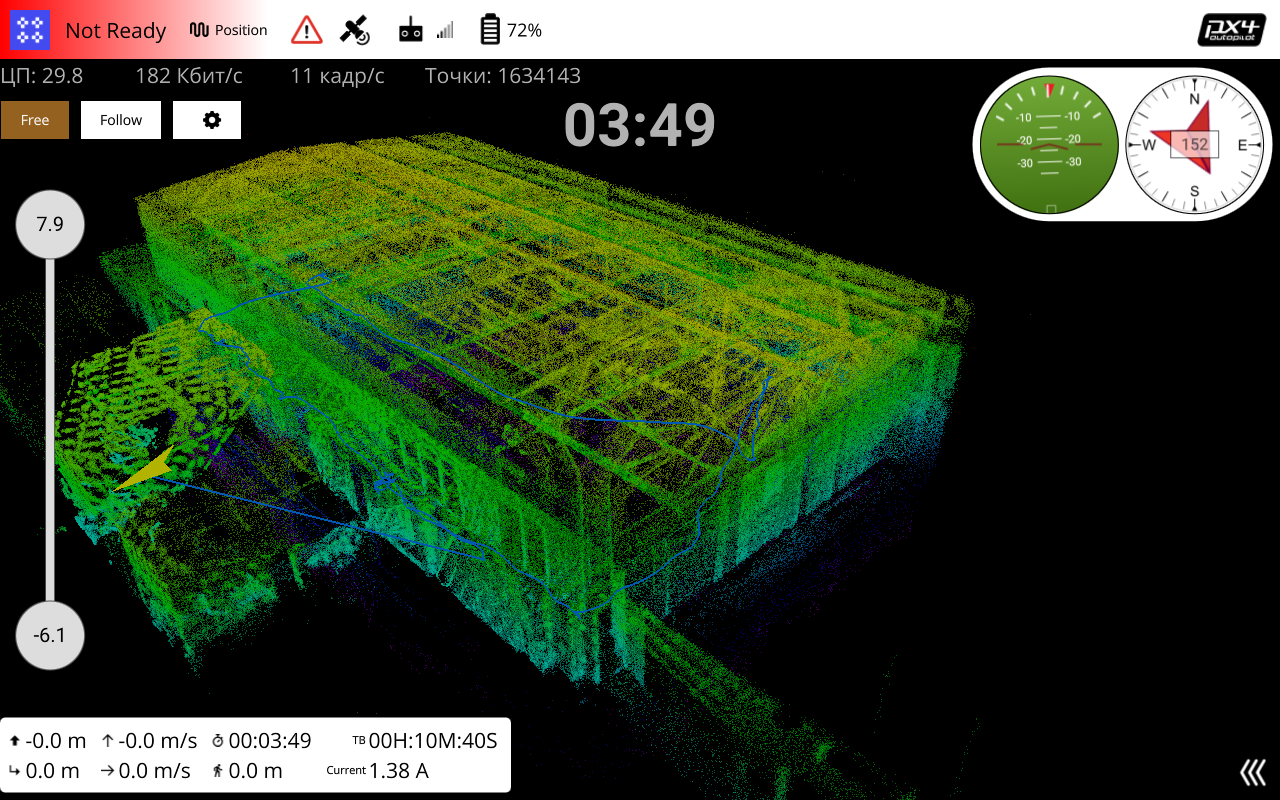 Not Ready
Position
72%
px4
autopilot
ЦП: 29.8
182 Кбит/с
11 кадр/с
Точки: 1634143
Free
Follow
03:49
-10 -10
-20 -20
-30 -30
N
W
152
E
S
7.9
-6.1
-0.0 m
-0.0 m/s
00:03:49
TB 00H:10M:40S
0.0 m
0.0 m/s
0.0 m
Current 1.38 A